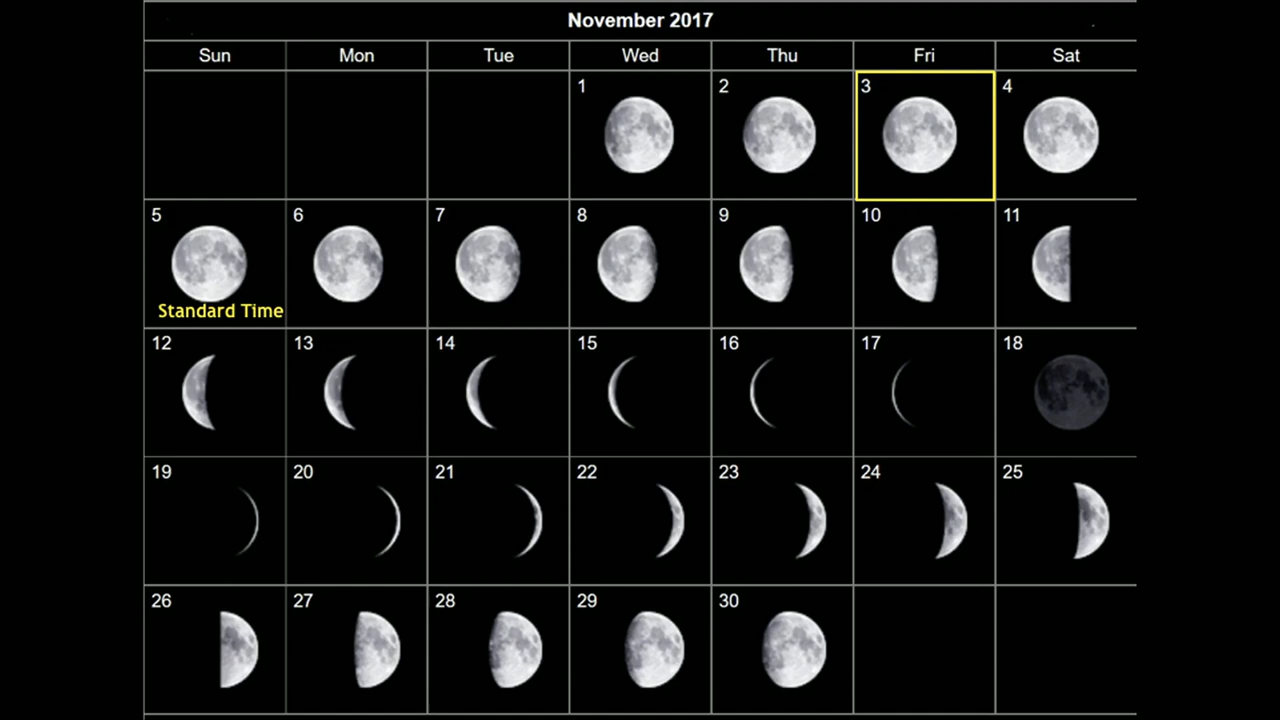 November 2017
Sun Mon Tue Wed Thu Fri Sat
1 2 3 4
5 6 7 8 9 10 11
Standard Time
12 13 14 15 16 17 18
19 20 21 22 23 24 25
26 27 28 29 30